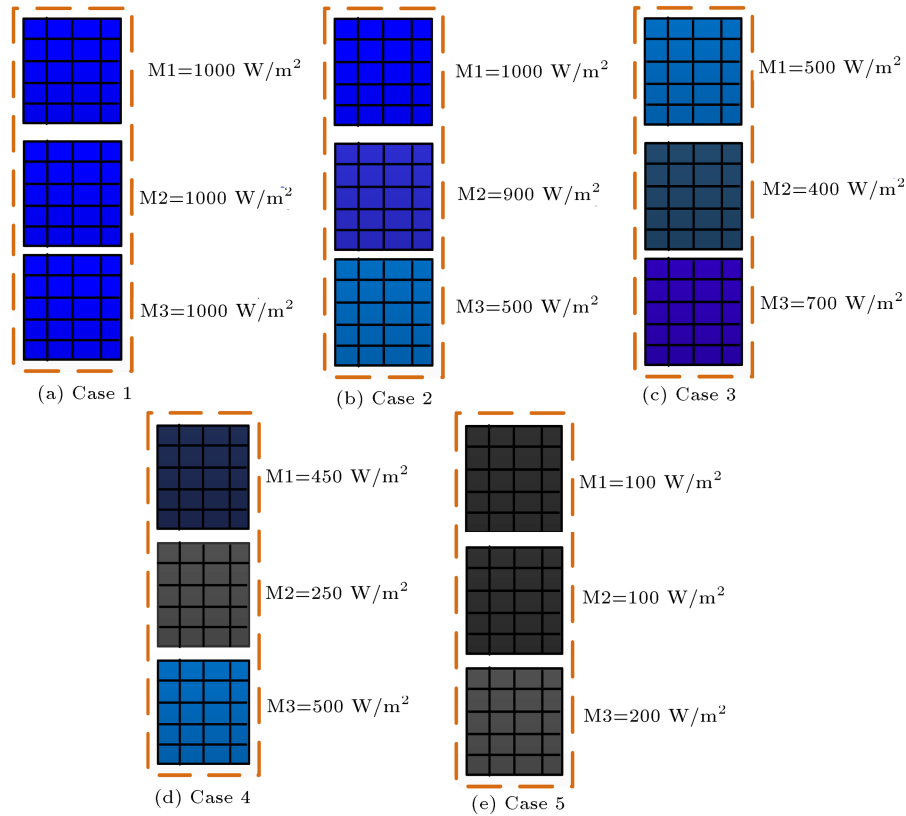 M1=1000 W/m²
M2=1000 W/m²
M3=1000 W/m²
(a) Case 1
M1=1000 W/m²
M2=900 W/m²
M3=500 W/m²
(b) Case 2
M1=500 W/m²
M2=400 W/m²
M3=700 W/m²
(c) Case 3
M1=450 W/m²
M2=250 W/m²
M3=500 W/m²
(d) Case 4
M1=100 W/m²
M2=100 W/m²
M3=200 W/m²
(e) Case 5